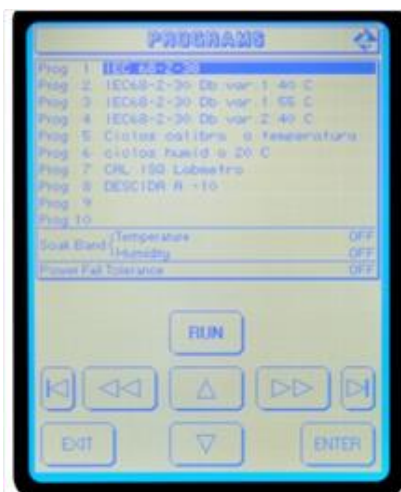 PROGRAMS
Prog 1 IEC 68-2-38
Prog 2 IEC68-2-30 Db var 1 40 C
Prog 3 IEC68-2-30 Db var 1 55 C
Prog 4 IEC68-2-30 Db var 2 40 C
Prog 5 Ciclos calibra o temperatura
Prog 6 ciclos humid a 20 C
Prog 7 CAL ISQ Labmetro
Prog 8 DESCIDA A -10
Prog 9
Prog 10
Soak Band Temperature OFF
Humidity OFF
Power Fail Tolerance OFF
RUN
EXIT
ENTER